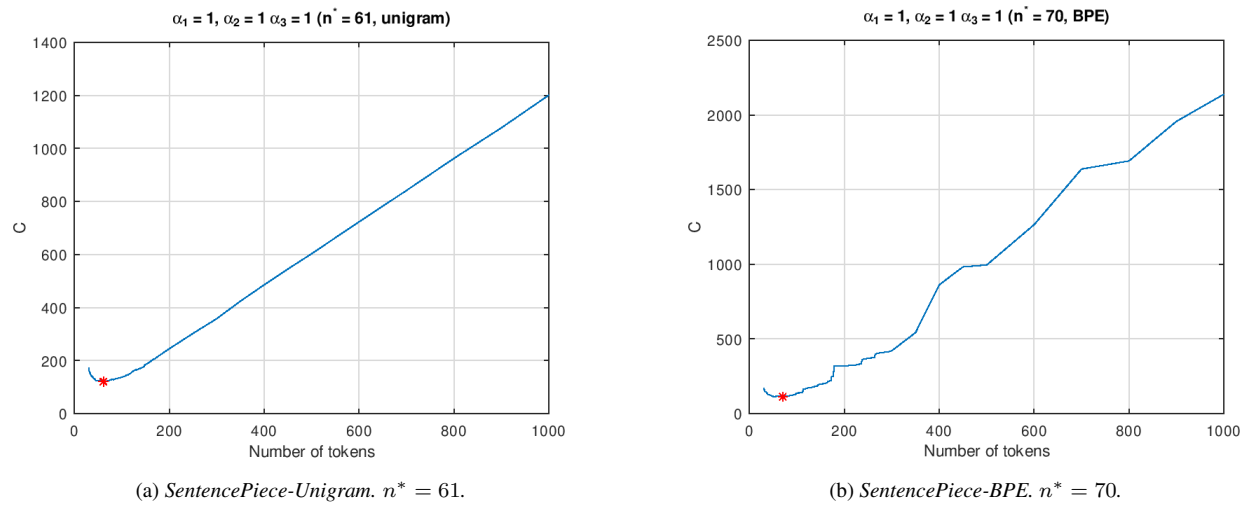 α₁ = 1, α₂ = 1 α₃ = 1 (n* = 61, unigram)
1400
1200
1000
800
600
400
200
0
C
0 200 400 600 800 1000
Number of tokens
(a) SentencePiece-Unigram. n* = 61.
α₁ = 1, α₂ = 1 α₃ = 1 (n* = 70, BPE)
2500
2000
1500
1000
500
0
C
0 200 400 600 800 1000
Number of tokens
(b) SentencePiece-BPE. n* = 70.